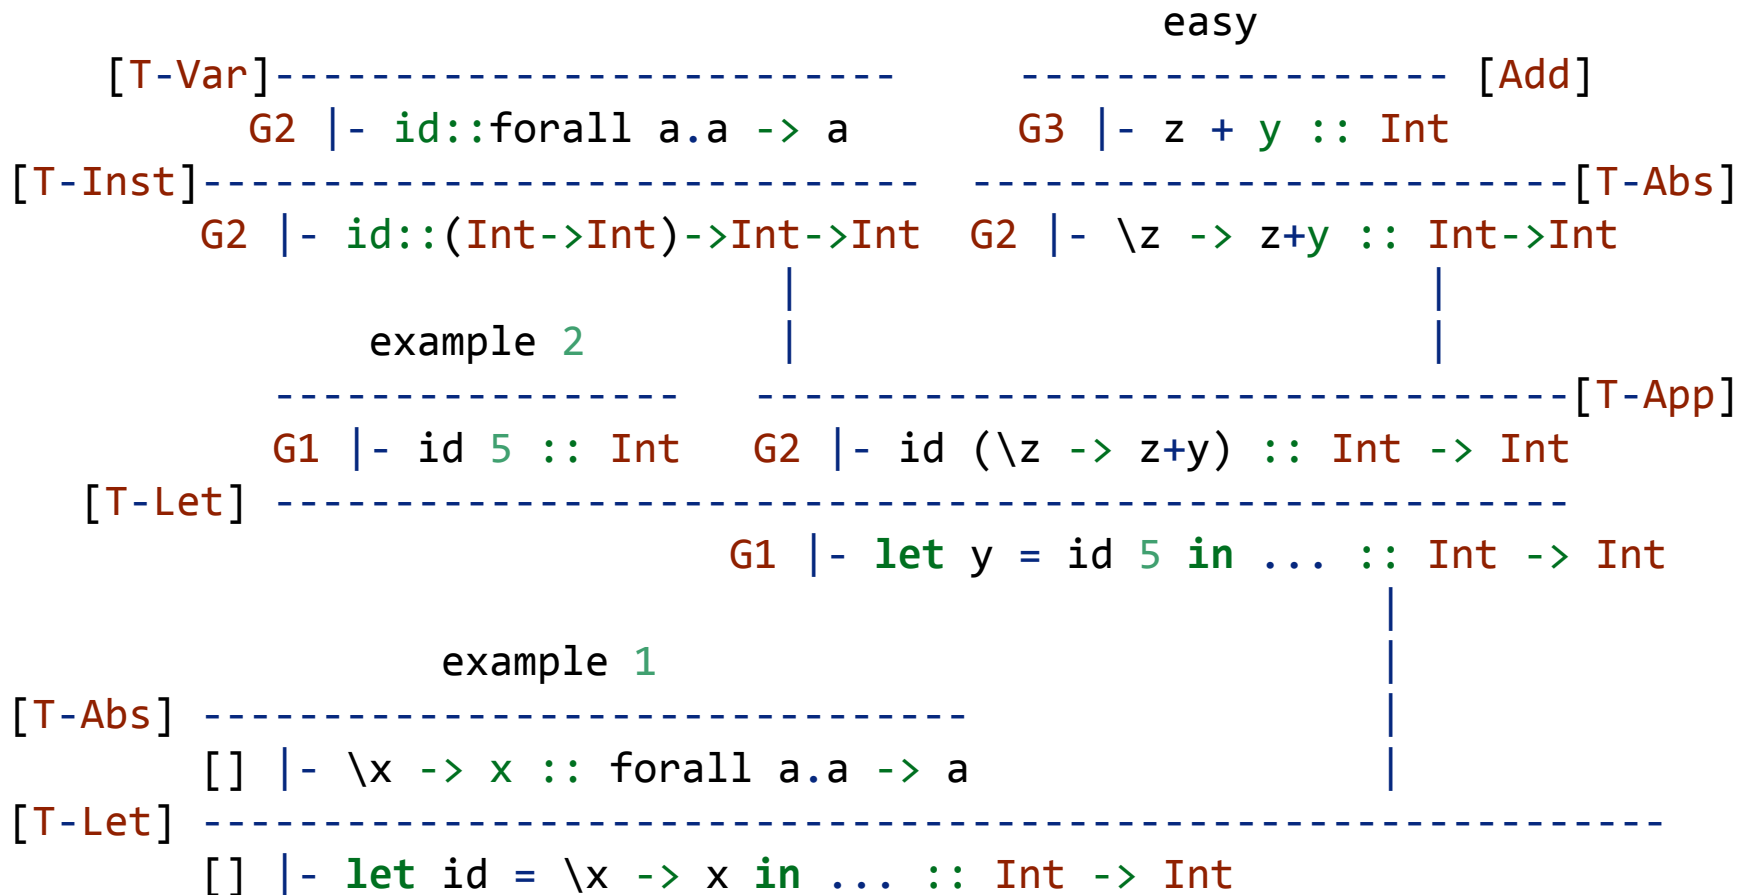 easy
    [T-Var]--------------------------     ------------------ [Add]
          G2 |- id::forall a.a -> a       G3 |- z + y :: Int
[T-Inst]------------------------------  -------------------------[T-Abs]
        G2 |- id::(Int->Int)->Int->Int  G2 |- \z -> z+y :: Int->Int
                                |                          |
               example 2        |                          |
           -----------------   ----------------------------------[T-App]
           G1 |- id 5 :: Int   G2 |- id (\z -> z+y) :: Int -> Int
   [T-Let] ------------------------------------------------------
                              G1 |- let y = id 5 in ... :: Int -> Int
                                                         |
                  example 1                              |
[T-Abs] --------------------------------                 |
        [] |- \x -> x :: forall a.a -> a                 |
[T-Let] -------------------------------------------------------------
        [] |- let id = \x -> x in ... :: Int -> Int